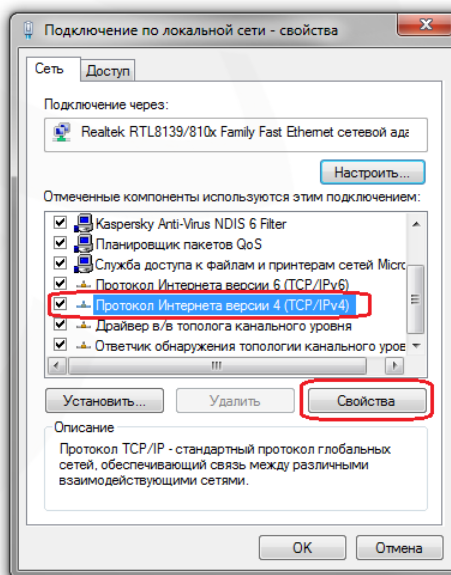 Подключение по локальной сети - свойства
Сеть Доступ
Подключение через:
Realtek RTL8139/810x Family Fast Ethernet сетевой ада
Настроить...
Отмеченные компоненты используются этим подключением:
Kaspersky Anti-Virus NDIS 6 Filter
Планировщик пакетов QoS
Служба доступа к файлам и принтерам сетей Micro
Протокол Интернета версии 6 (TCP/IPv6)
Протокол Интернета версии 4 (TCP/IPv4)
Драйвер в/в тополога канального уровня
Ответчик обнаружения топологии канального уров
Установить... Удалить Свойства
Описание
Протокол TCP/IP - стандартный протокол глобальных
сетей, обеспечивающий связь между различными
взаимодействующими сетями.
OK Отмена